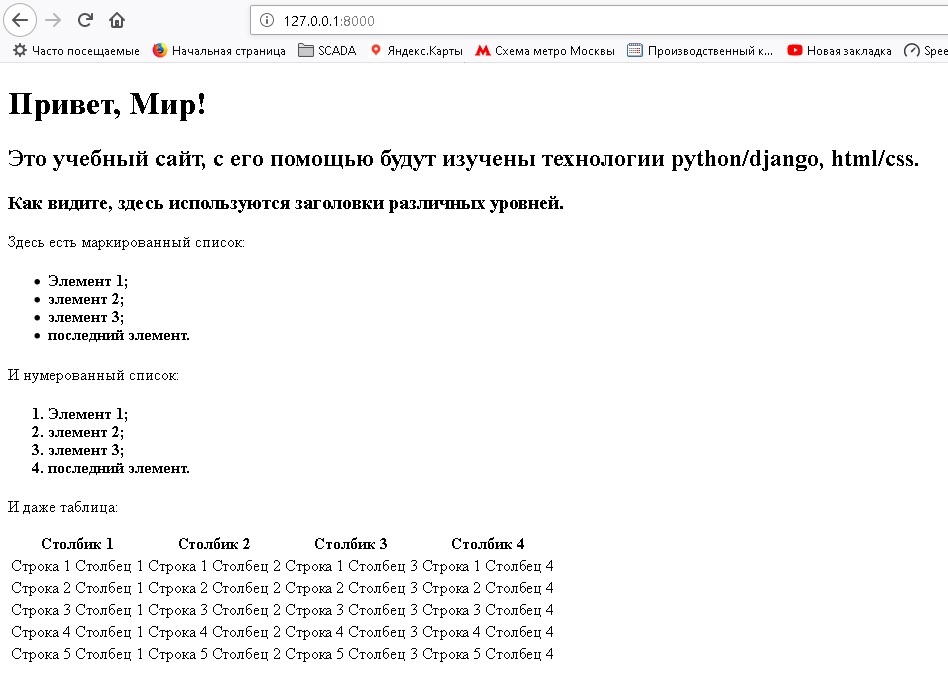 127.0.0.1:8000
Часто посещаемые Начальная страница SCADA Яндекс.Карты Схема метро Москвы Производственный к... Новая закладка Spee
Привет, Мир!
Это учебный сайт, с его помощью будут изучены технологии python/django, html/css.
Как видите, здесь используются заголовки различных уровней.
Здесь есть маркированный список:
• Элемент 1;
• элемент 2;
• элемент 3;
• последний элемент.
И нумерованный список:
1. Элемент 1;
2. элемент 2;
3. элемент 3;
4. последний элемент.
И даже таблица:
Столбик 1 Столбик 2 Столбик 3 Столбик 4
Строка 1 Столбец 1 Строка 1 Столбец 2 Строка 1 Столбец 3 Строка 1 Столбец 4
Строка 2 Столбец 1 Строка 2 Столбец 2 Строка 2 Столбец 3 Строка 2 Столбец 4
Строка 3 Столбец 1 Строка 3 Столбец 2 Строка 3 Столбец 3 Строка 3 Столбец 4
Строка 4 Столбец 1 Строка 4 Столбец 2 Строка 4 Столбец 3 Строка 4 Столбец 4
Строка 5 Столбец 1 Строка 5 Столбец 2 Строка 5 Столбец 3 Строка 5 Столбец 4